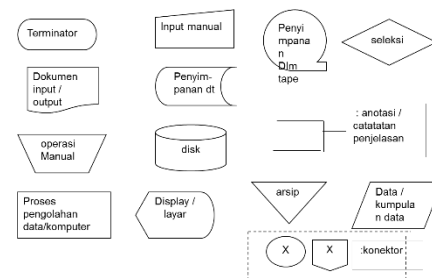 Terminator
Input manual
Penyi
mpana
n
Dlm
tape
seleksi
Dokumen
input /
output
Penyim-
panan dt
: anotasi /
catatatan
penjelasan
operasi
Manual
disk
Proses
pengolahan
data/komputer
Display /
layar
arsip
Data /
kumpula
n data
X
X
:konektor